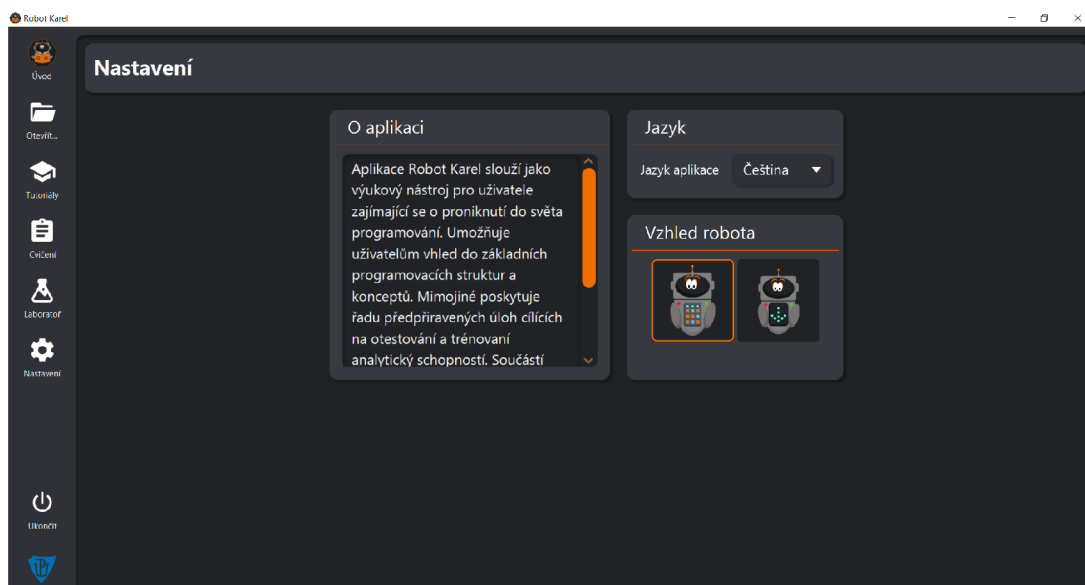 Robot Karel
Úvod
Otevřít...
Tutoriály
Cvičení
Laboratoř
Nastavení
Ukončit
Nastavení
O aplikaci
Aplikace Robot Karel slouží jako
výukový nástroj pro uživatele
zajímající se o proniknutí do světa
programování. Umožňuje
uživatelům vhled do základních
programovacích struktur a
konceptů. Mimojiné poskytuje
řadu předpřiravených úloh cílících
na otestování a trénovaní
analytický schopností. Součástí
Jazyk
Jazyk aplikace Čeština
Vzhled robota